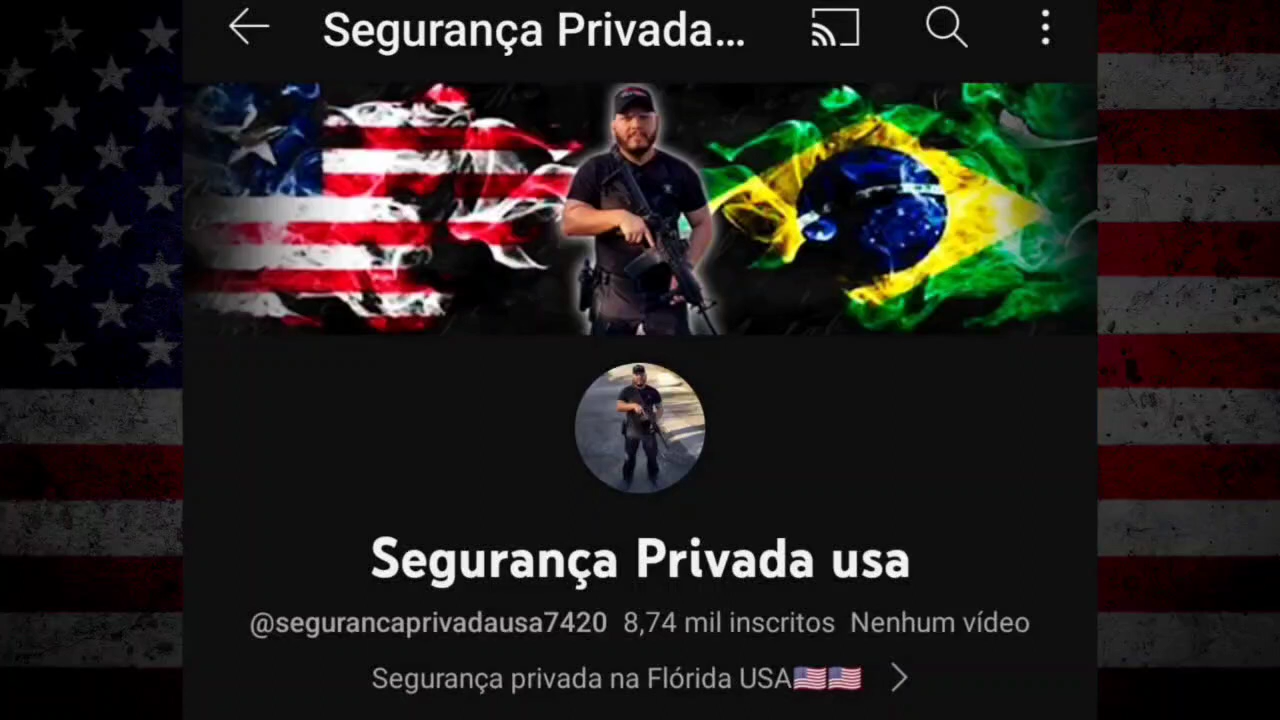 Segurança Privada...
Segurança Privada usa
@segurancaprivadausa7420 8,74 mil inscritos Nenhum vídeo
Segurança privada na Flórida USA🇺🇸🇺🇸